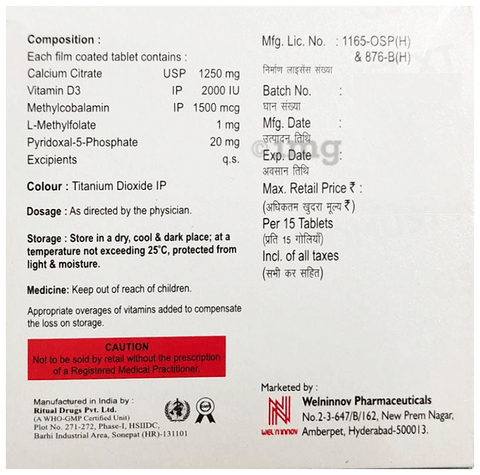 Composition :
Each film coated tablet contains :
Calcium Citrate USP 1250 mg
Vitamin D3 IP 2000 IU
Methylcobalamin IP 1500 mcg
L-Methylfolate 1 mg
Pyridoxal-5-Phosphate 20 mg
Excipients q.s.
Colour : Titanium Dioxide IP
Dosage : As directed by the physician.
Storage : Store in a dry, cool & dark place; at a
temperature not exceeding 25°C, protected from
light & moisture.
Medicine: Keep out of reach of children.
Appropriate overages of vitamins added to compensate
the loss on storage.
CAUTION
Not to be sold by retail without the prescription
of a Registered Medical Practitioner.
Manufactured in India by :
Ritual Drugs Pvt. Ltd.
(A WHO-GMP Certified Unit)
Plot No. 271-272, Phase-I, HSIIDC,
Barhi Industrial Area, Sonepat (HR)-131101
Mfg. Lic. No. : 1165-OSP(H)
& 876-B(H)
निर्माण लाइसेंस संख्या
Batch No. :
घान संख्या
Mfg. Date :
उत्पादन तिथि
Exp. Date :
अवसान तिथि
Max. Retail Price ₹ :
(अधिकतम खुदरा मूल्य ₹)
Per 15 Tablets
(प्रति 15 गोलियाँ)
Incl. of all taxes
(सभी कर सहित)
©1mg
Marketed by :
WEL'N'INNOV
Welninnov Pharmaceuticals
No.2-3-647/B/162, New Prem Nagar,
Amberpet, Hyderabad-500013.